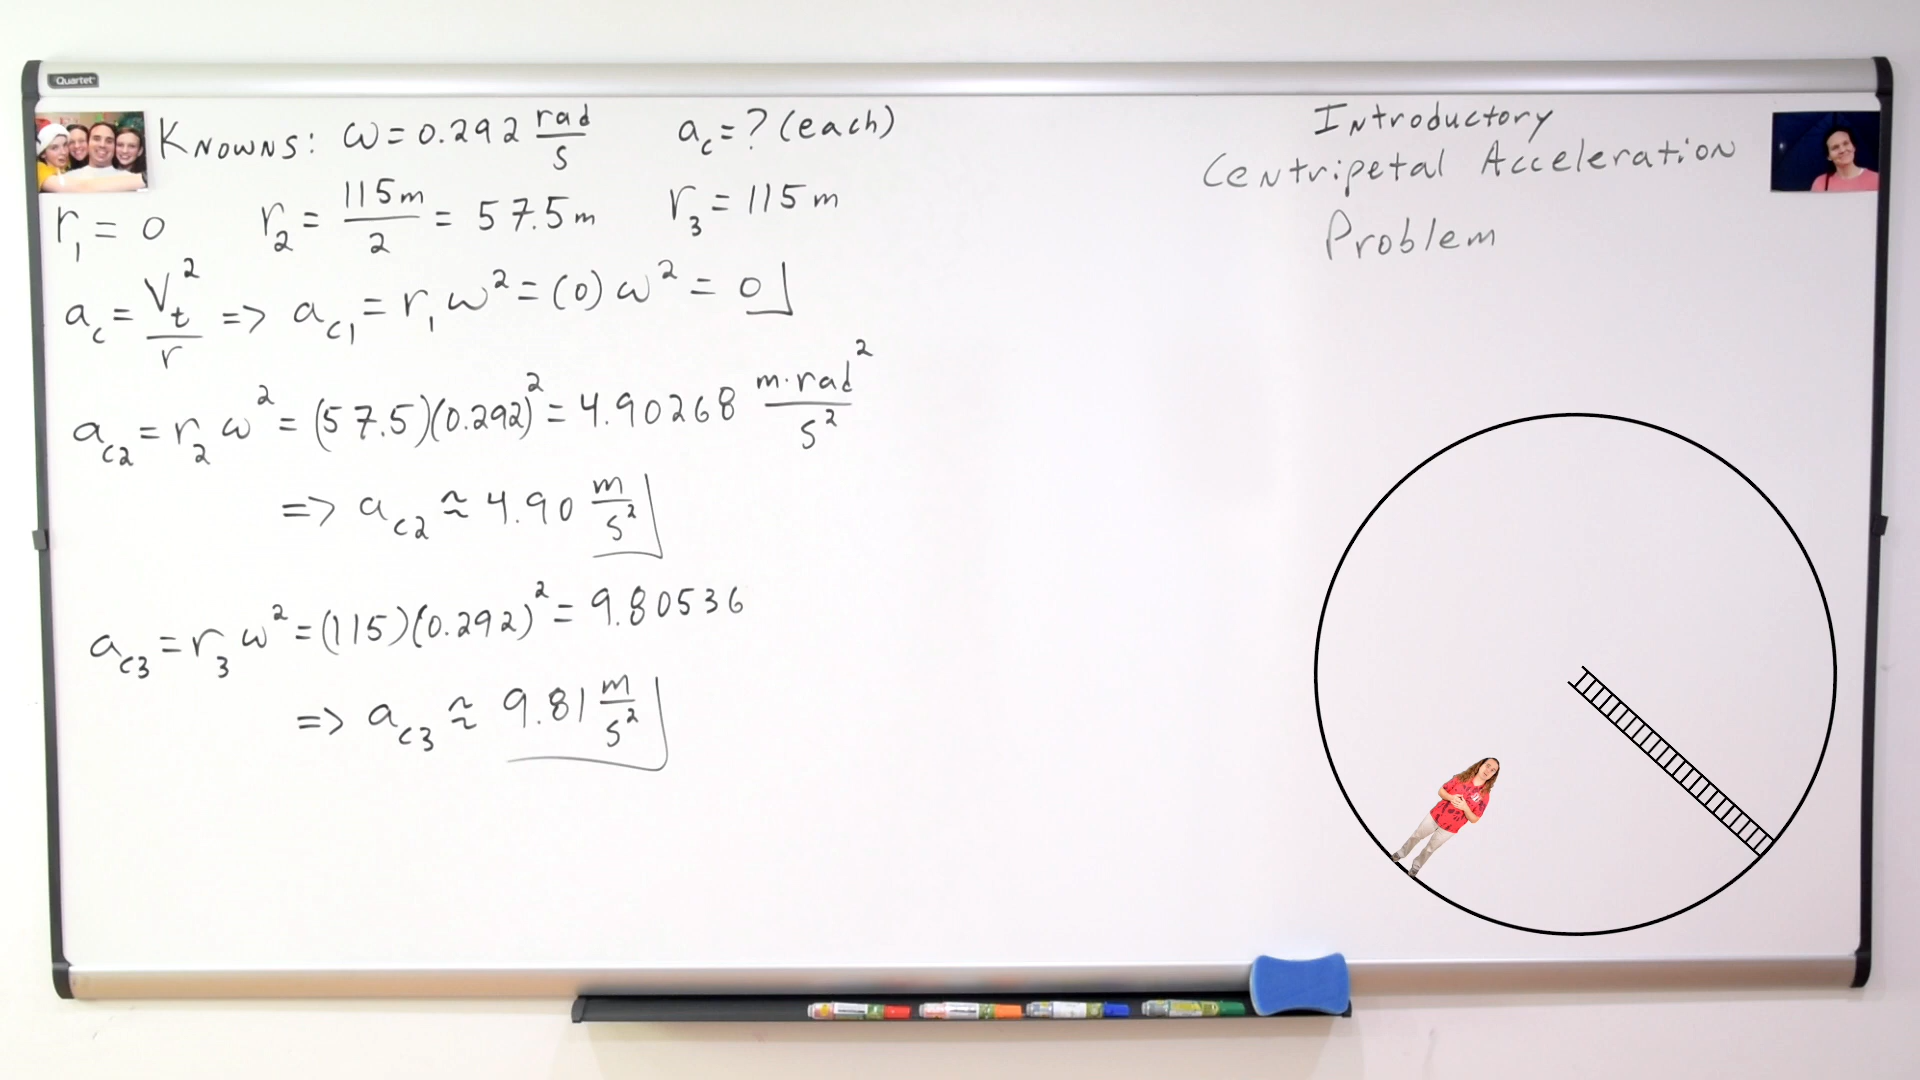 Quartet
Knowns: ω = 0.292 rad/s    a_c = ? (each)
r₁ = 0    r₂ = 115m/2 = 57.5m    r₃ = 115 m
a_c = V_t²/r => a_c1 = r₁ω² = (0)ω² = 0
a_c2 = r₂ω² = (57.5)(0.292)² = 4.90268 m·rad²/s²
=> a_c2 ≈ 4.90 m/s²
a_c3 = r₃ω² = (115)(0.292)² = 9.80536
=> a_c3 ≈ 9.81 m/s²
Introductory
Centripetal Acceleration
Problem